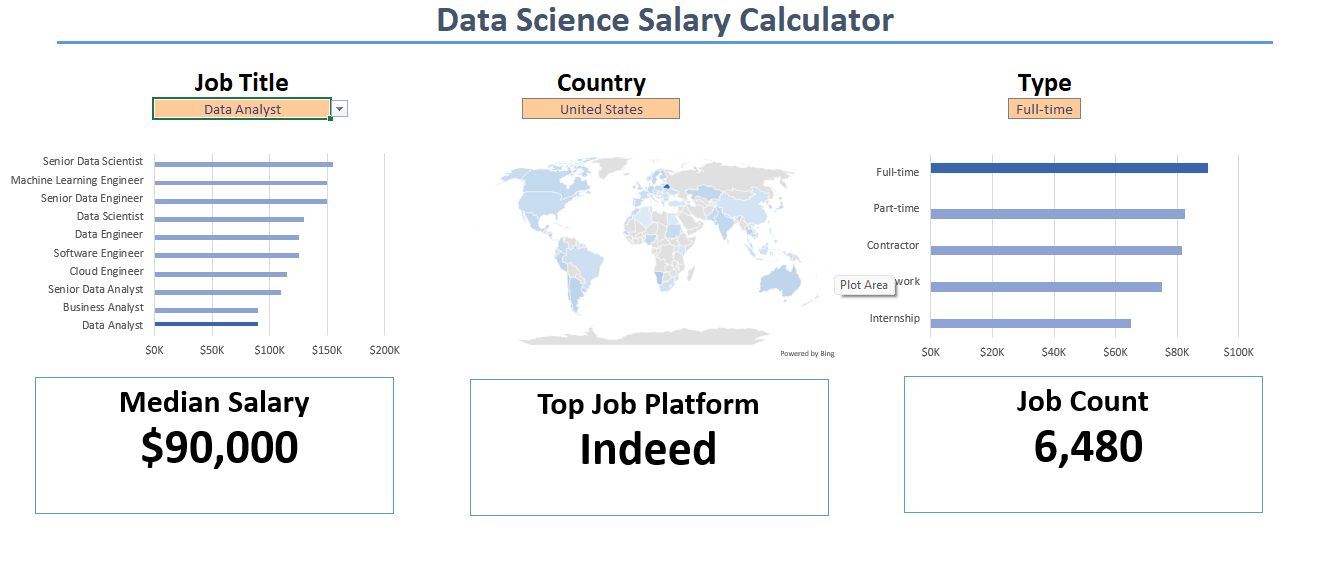 Data Science Salary Calculator
Job Title
Data Analyst
Country
United States
Type
Full-time
Senior Data Scientist
Machine Learning Engineer
Senior Data Engineer
Data Scientist
Data Engineer
Software Engineer
Cloud Engineer
Senior Data Analyst
Business Analyst
Data Analyst
$0K $50K $100K $150K $200K
Powered by Bing
Full-time
Part-time
Contractor
Plot Area
work
Internship
$0K $20K $40K $60K $80K $100K
Median Salary
$90,000
Top Job Platform
Indeed
Job Count
6,480